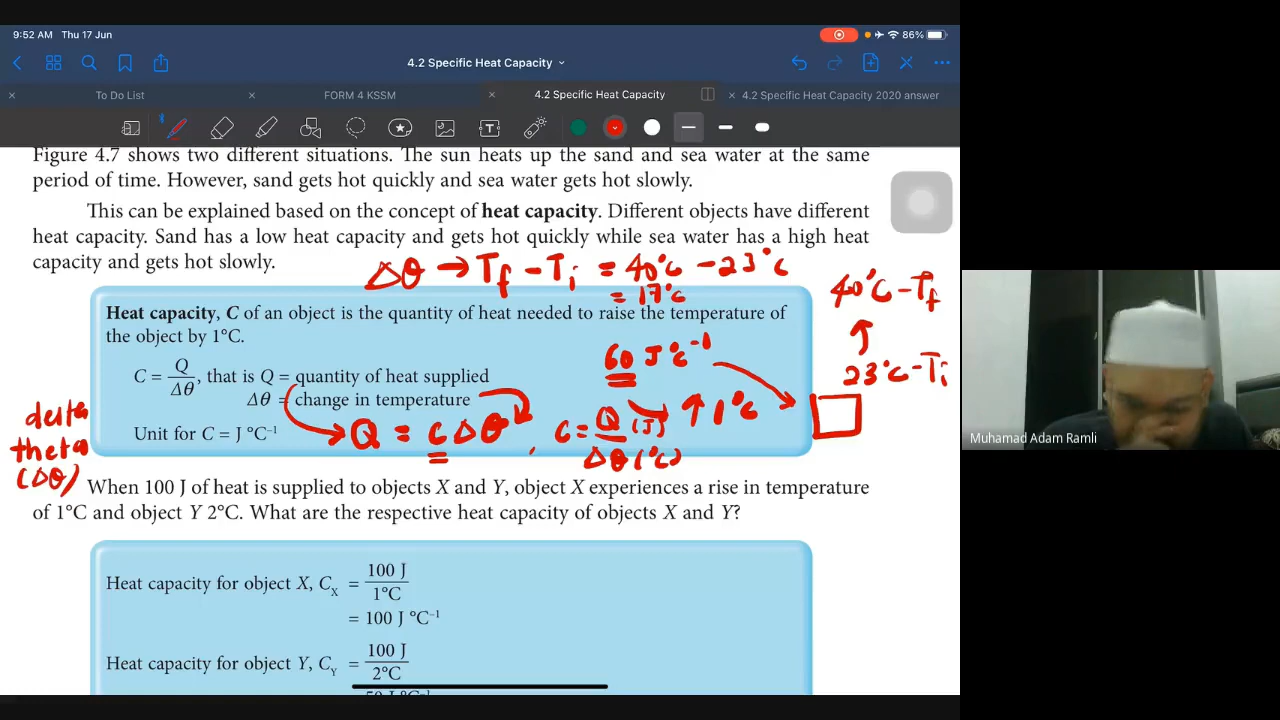 9:52 AM Thu 17 Jun
86%
4.2 Specific Heat Capacity
To Do List
FORM 4 KSSM
4.2 Specific Heat Capacity
4.2 Specific Heat Capacity 2020 answer
Figure 4.7 shows two different situations. The sun heats up the sand and sea water at the same
period of time. However, sand gets hot quickly and sea water gets hot slowly.
This can be explained based on the concept of heat capacity. Different objects have different
heat capacity. Sand has a low heat capacity and gets hot quickly while sea water has a high heat
capacity and gets hot slowly.
Δθ → Tf - Ti = 40°C - 23°C
= 17°C
40°C - Tf
↑
23°C - Ti
Heat capacity, C of an object is the quantity of heat needed to raise the temperature of
the object by 1°C.
C = Q/Δθ, that is Q = quantity of heat supplied
Δθ = change in temperature
Unit for C = J °C⁻¹
60 J°C⁻¹
↑ 1°C
Q = CΔθ ; C = Q (J)
Δθ (°C)
delta
theta
(Δθ)
When 100 J of heat is supplied to objects X and Y, object X experiences a rise in temperature
of 1°C and object Y 2°C. What are the respective heat capacity of objects X and Y?
Heat capacity for object X, Cx = 100 J
1°C
= 100 J °C⁻¹
Heat capacity for object Y, CY = 100 J
2°C
50 J °C⁻¹
Muhamad Adam Ramli